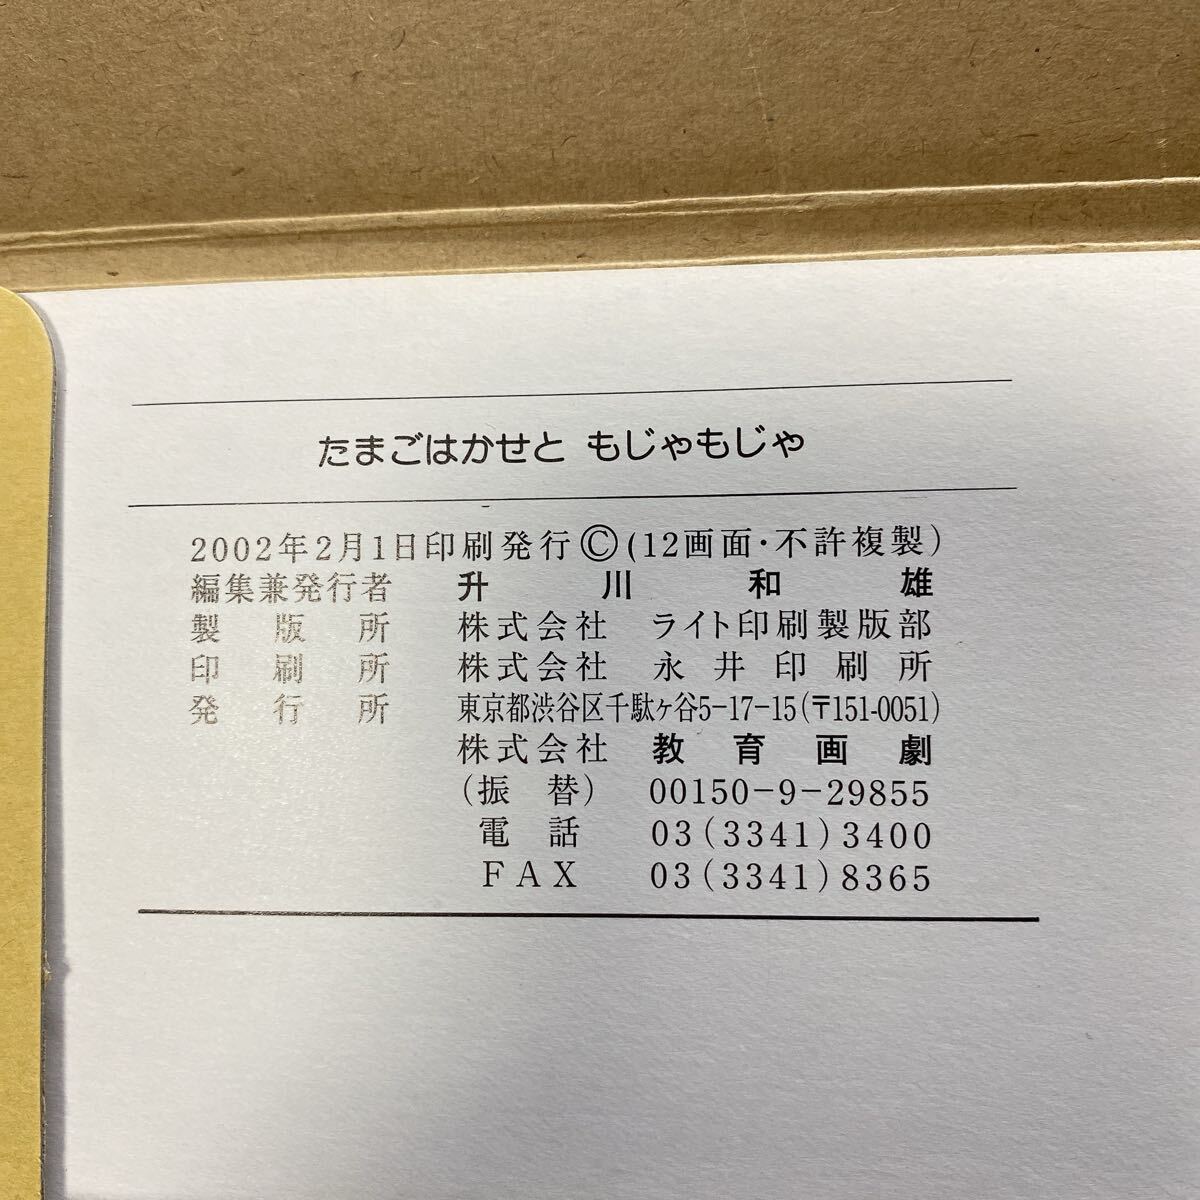 たまごはかせと もじゃもじゃ
2002年2月1日印刷発行©(12画面・不許複製)
編集兼発行者 升川和雄
製版所 株式会社 ライト印刷製版部
印刷所 株式会社 永井印刷所
発行所 東京都渋谷区千駄ヶ谷5-17-15(〒151-0051)
株式会社 教育画劇
(振替) 00150-9-29855
電話 03(3341)3400
FAX 03(3341)8365